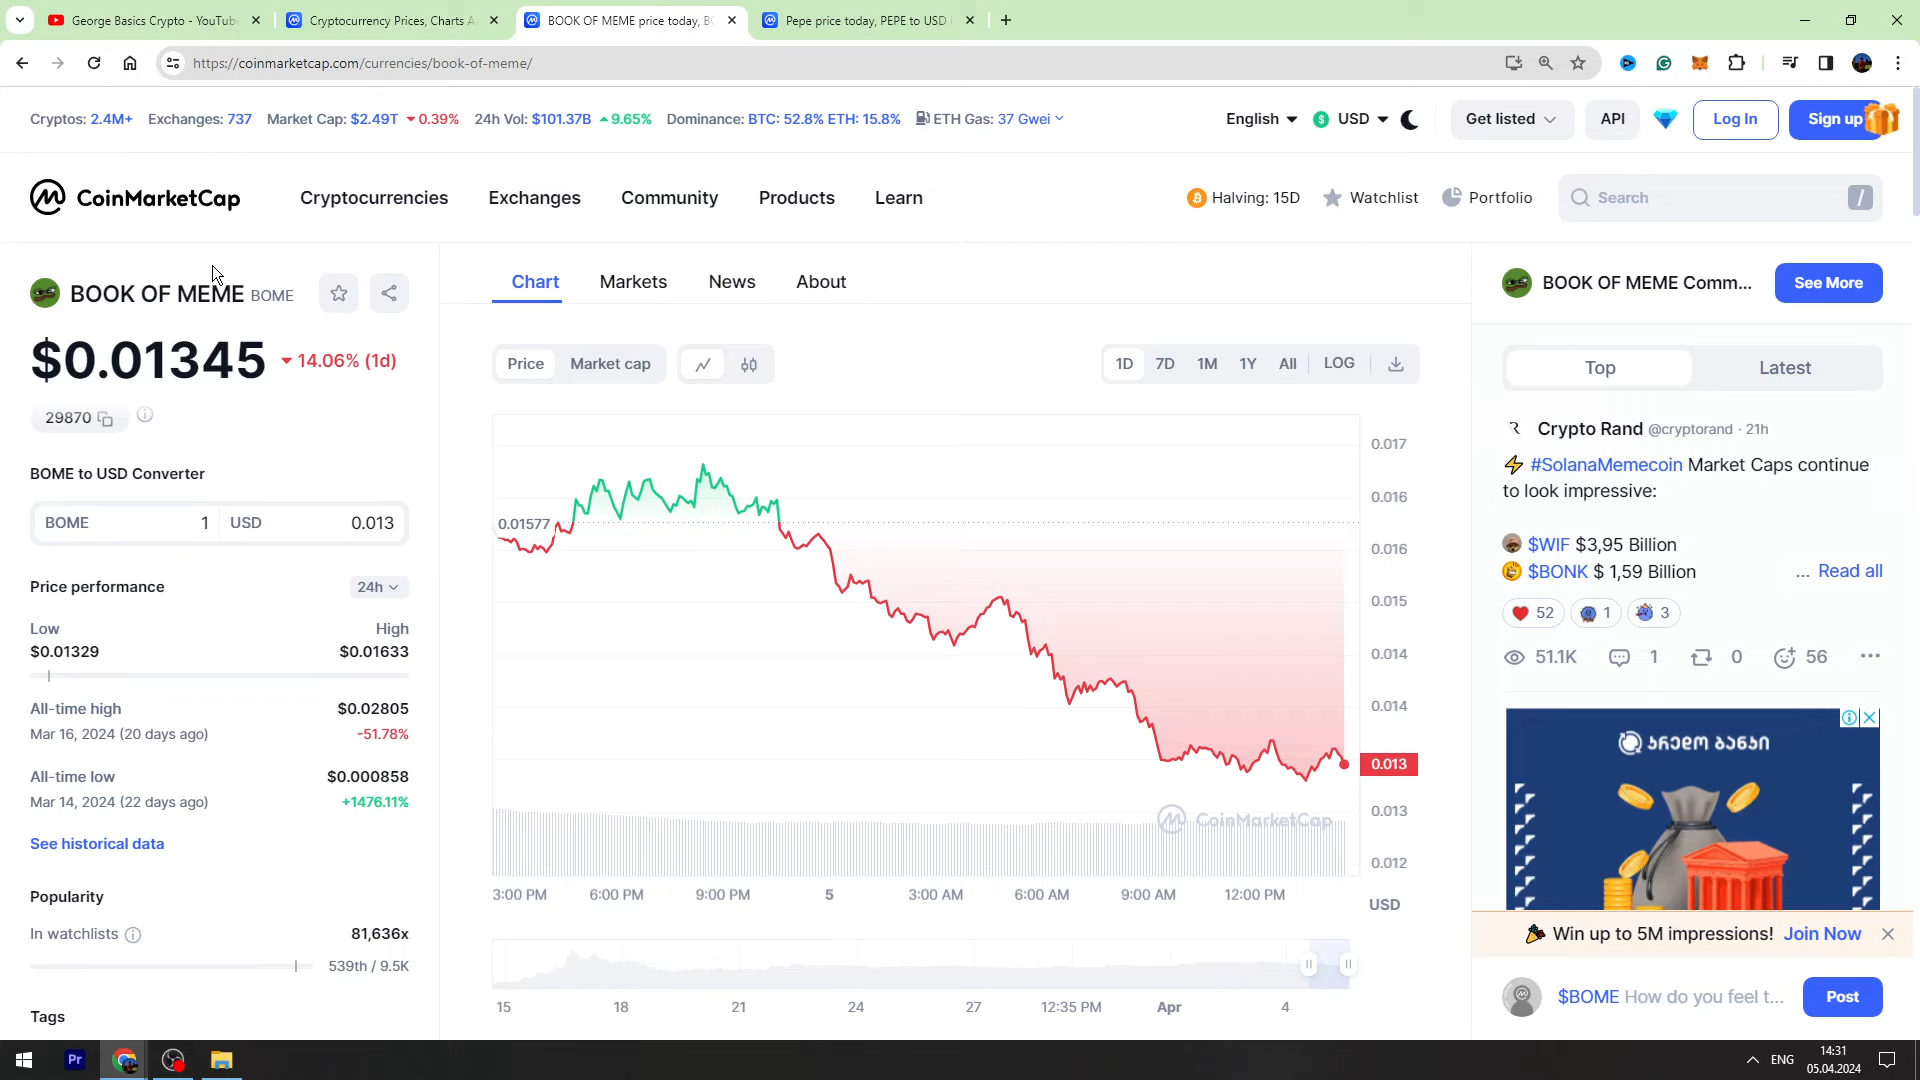 George Basics Crypto - YouTub
Cryptocurrency Prices, Charts A
BOOK OF MEME price today, BO
Pepe price today, PEPE to USD l
https://coinmarketcap.com/currencies/book-of-meme/
Cryptos: 2.4M+ Exchanges: 737 Market Cap: $2.49T 0.39% 24h Vol: $101.37B 9.65% Dominance: BTC: 52.8% ETH: 15.8% ETH Gas: 37 Gwei
English USD Get listed API Log In Sign up
CoinMarketCap Cryptocurrencies Exchanges Community Products Learn Halving: 15D Watchlist Portfolio Search /
BOOK OF MEME BOME
$0.01345 14.06% (1d)
29870
BOME to USD Converter
BOME 1 USD 0.013
Price performance 24h
Low High
$0.01329 $0.01633
All-time high $0.02805
Mar 16, 2024 (20 days ago) -51.78%
All-time low $0.000858
Mar 14, 2024 (22 days ago) +1476.11%
See historical data
Popularity
In watchlists 81,636x
539th / 9.5K
Tags
Chart Markets News About
Price Market cap 1D 7D 1M 1Y All LOG
0.01577
0.017
0.016
0.016
0.015
0.014
0.014
0.013
0.013
0.012
CoinMarketCap
3:00 PM 6:00 PM 9:00 PM 5 3:00 AM 6:00 AM 9:00 AM 12:00 PM
USD
15 18 21 24 27 12:35 PM Apr 4
BOOK OF MEME Comm... See More
Top Latest
Crypto Rand @cryptorand · 21h
#SolanaMemecoin Market Caps continue
to look impressive:
$WIF $3,95 Billion
$BONK $ 1,59 Billion ... Read all
52 1 3
51.1K 1 0 56
არედო ბანკი
Win up to 5M impressions! Join Now
$BOME How do you feel t... Post
Pr
ENG
14:31
05.04.2024